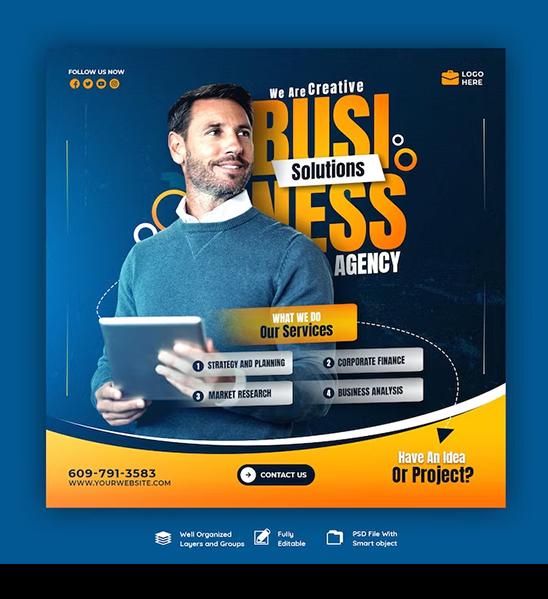 FOLLOW US NOW
LOGO
HERE
We Are Creative
BUSI
Solutions
NESS
AGENCY
WHAT WE DO
Our Services
1 STRATEGY AND PLANNING
2 CORPORATE FINANCE
3 MARKET RESEARCH
4 BUSINESS ANALYSIS
Have An Idea
Or Project?
609-791-3583
WWW.YOURWEBSITE.COM
CONTACT US
Well Organized
Layers and Groups
Fully
Editable
PSD File With
Smart object